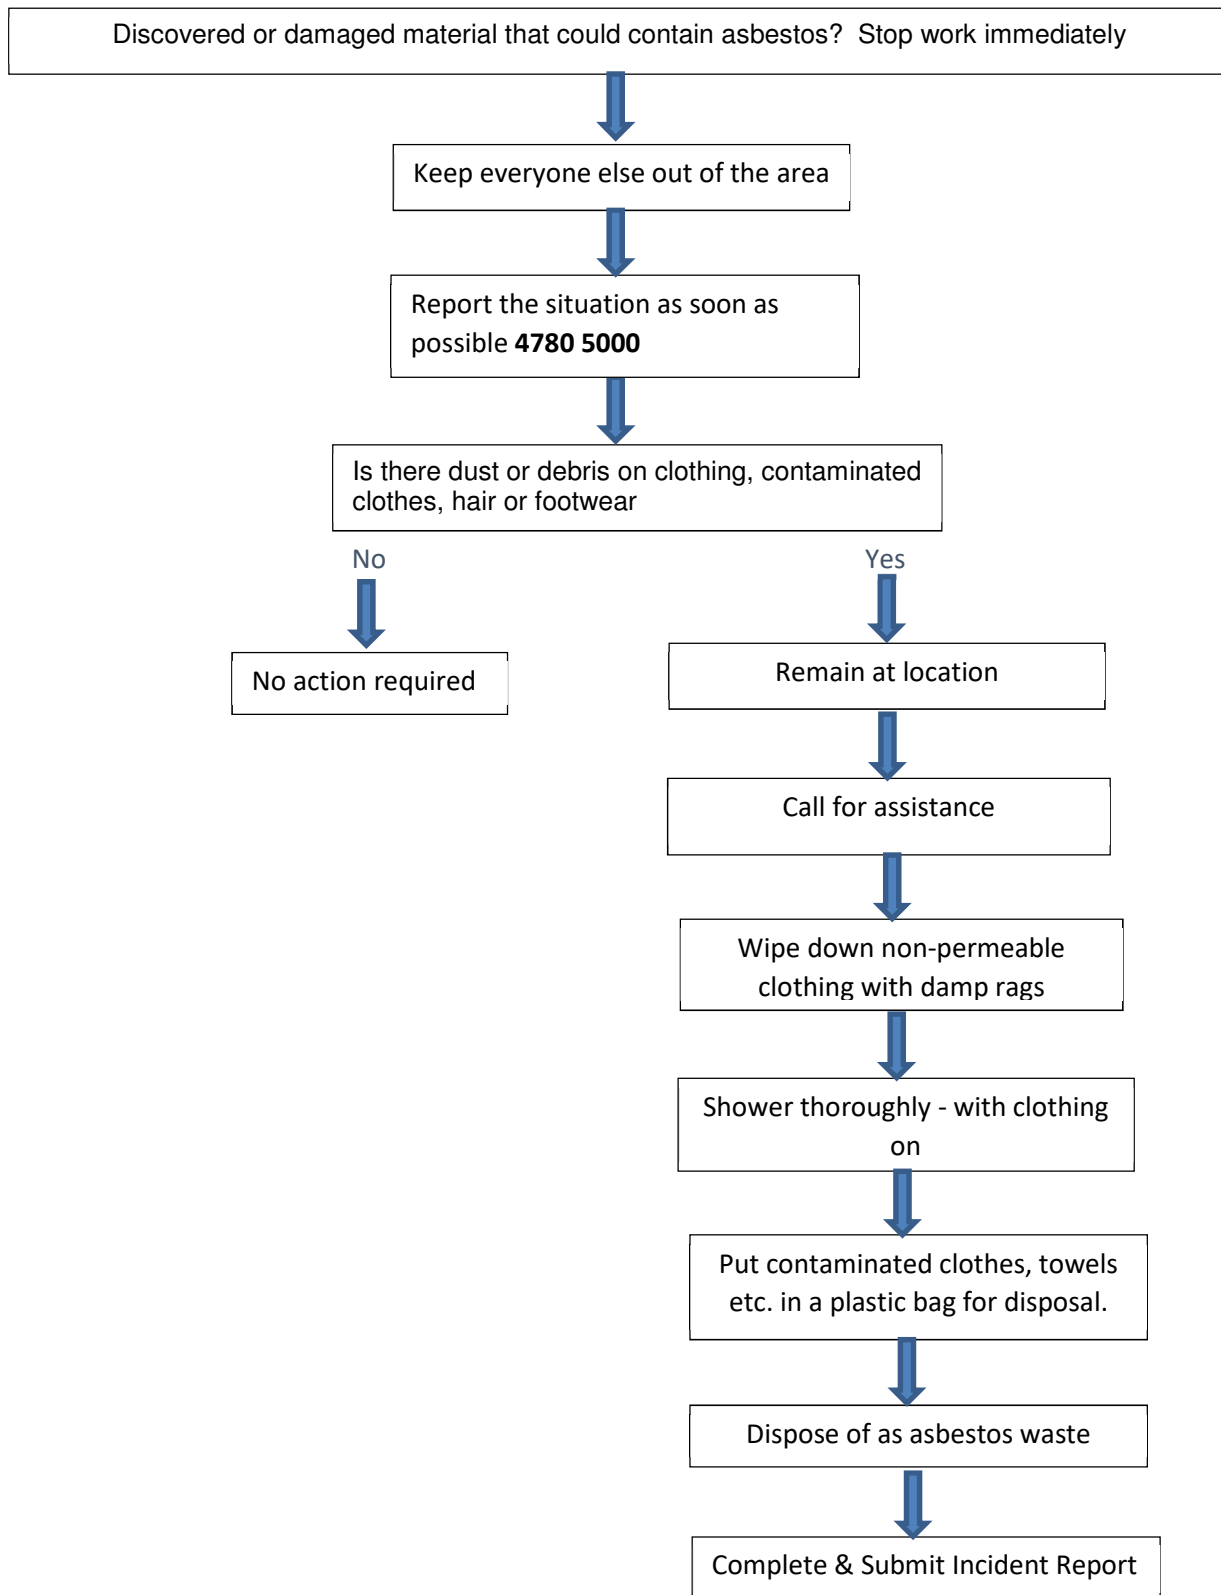 Discovered or damaged material that could contain asbestos?  Stop work immediately
Keep everyone else out of the area
Report the situation as soon as
possible 4780 5000
Is there dust or debris on clothing, contaminated
clothes, hair or footwear
No
Yes
No action required
Remain at location
Call for assistance
Wipe down non-permeable
clothing with damp rags
Shower thoroughly - with clothing
on
Put contaminated clothes, towels
etc. in a plastic bag for disposal.
Dispose of as asbestos waste
Complete & Submit Incident Report